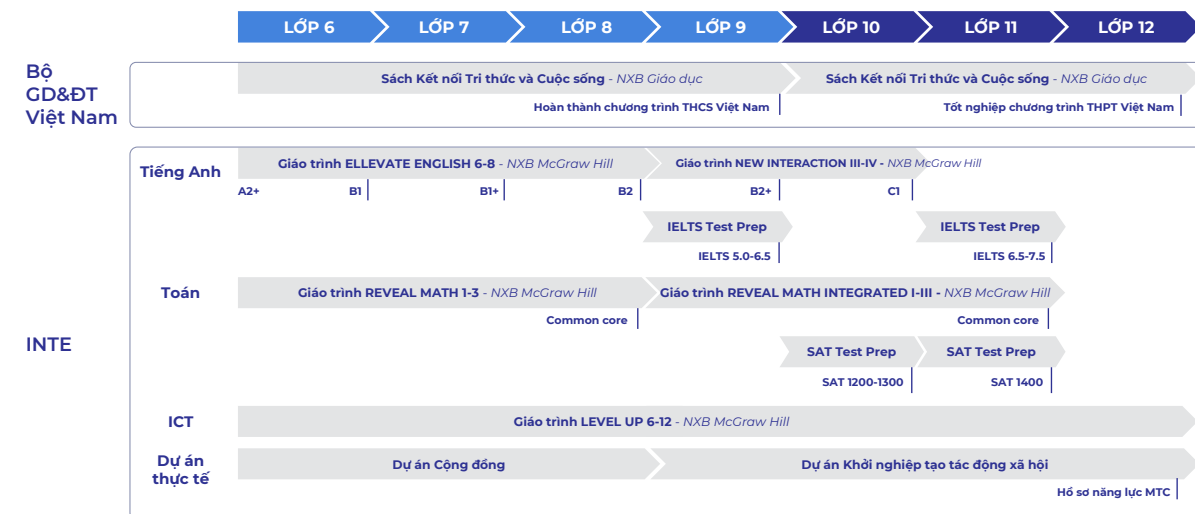 LỚP 6 LỚP 7 LỚP 8 LỚP 9 LỚP 10 LỚP 11 LỚP 12
Bộ
GD&ĐT
Việt Nam
Sách Kết nối Tri thức và Cuộc sống - NXB Giáo dục
Sách Kết nối Tri thức và Cuộc sống - NXB Giáo dục
Hoàn thành chương trình THCS Việt Nam
Tốt nghiệp chương trình THPT Việt Nam
INTE
Tiếng Anh
Giáo trình ELLEVATE ENGLISH 6-8 - NXB McGraw Hill
Giáo trình NEW INTERACTION III-IV - NXB McGraw Hill
A2+ B1 B1+ B2 B2+ C1
IELTS Test Prep
IELTS Test Prep
IELTS 5.0-6.5
IELTS 6.5-7.5
Toán
Giáo trình REVEAL MATH 1-3 - NXB McGraw Hill
Giáo trình REVEAL MATH INTEGRATED I-III - NXB McGraw Hill
Common core
Common core
SAT Test Prep
SAT Test Prep
SAT 1200-1300
SAT 1400
ICT
Giáo trình LEVEL UP 6-12 - NXB McGraw Hill
Dự án
thực tế
Dự án Cộng đồng
Dự án Khởi nghiệp tạo tác động xã hội
Hồ sơ năng lực MTC